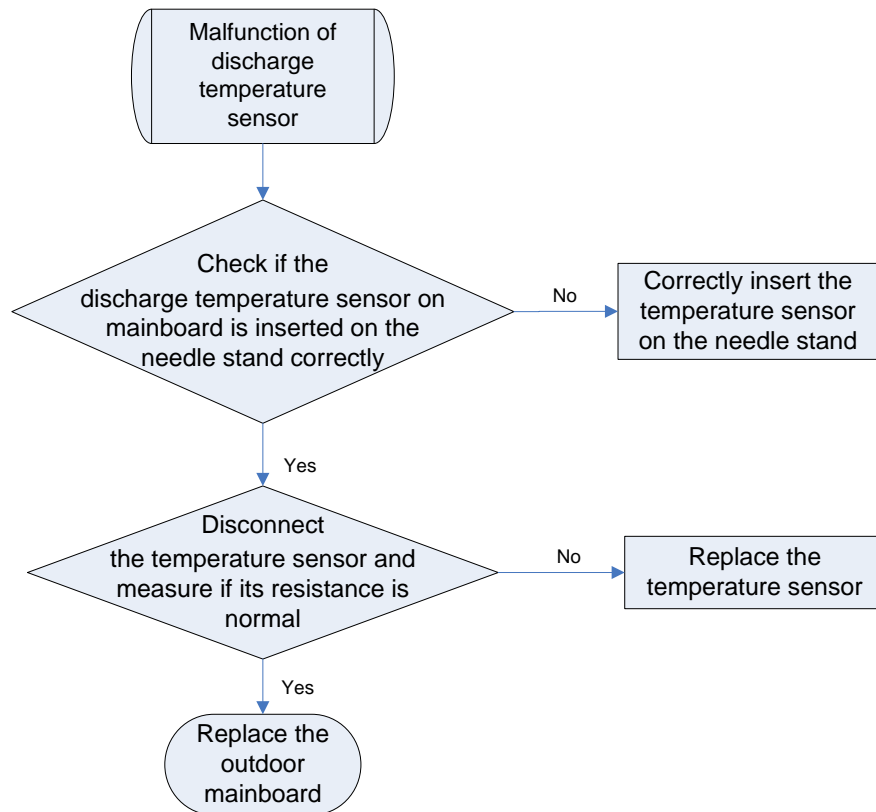 Malfunction of
discharge
temperature
sensor
Check if the
discharge temperature sensor on
mainboard is inserted on the
needle stand correctly
No
Correctly insert the
temperature sensor
on the needle stand
Yes
Disconnect
the temperature sensor and
measure if its resistance is
normal
No
Replace the
temperature sensor
Yes
Replace the
outdoor
mainboard